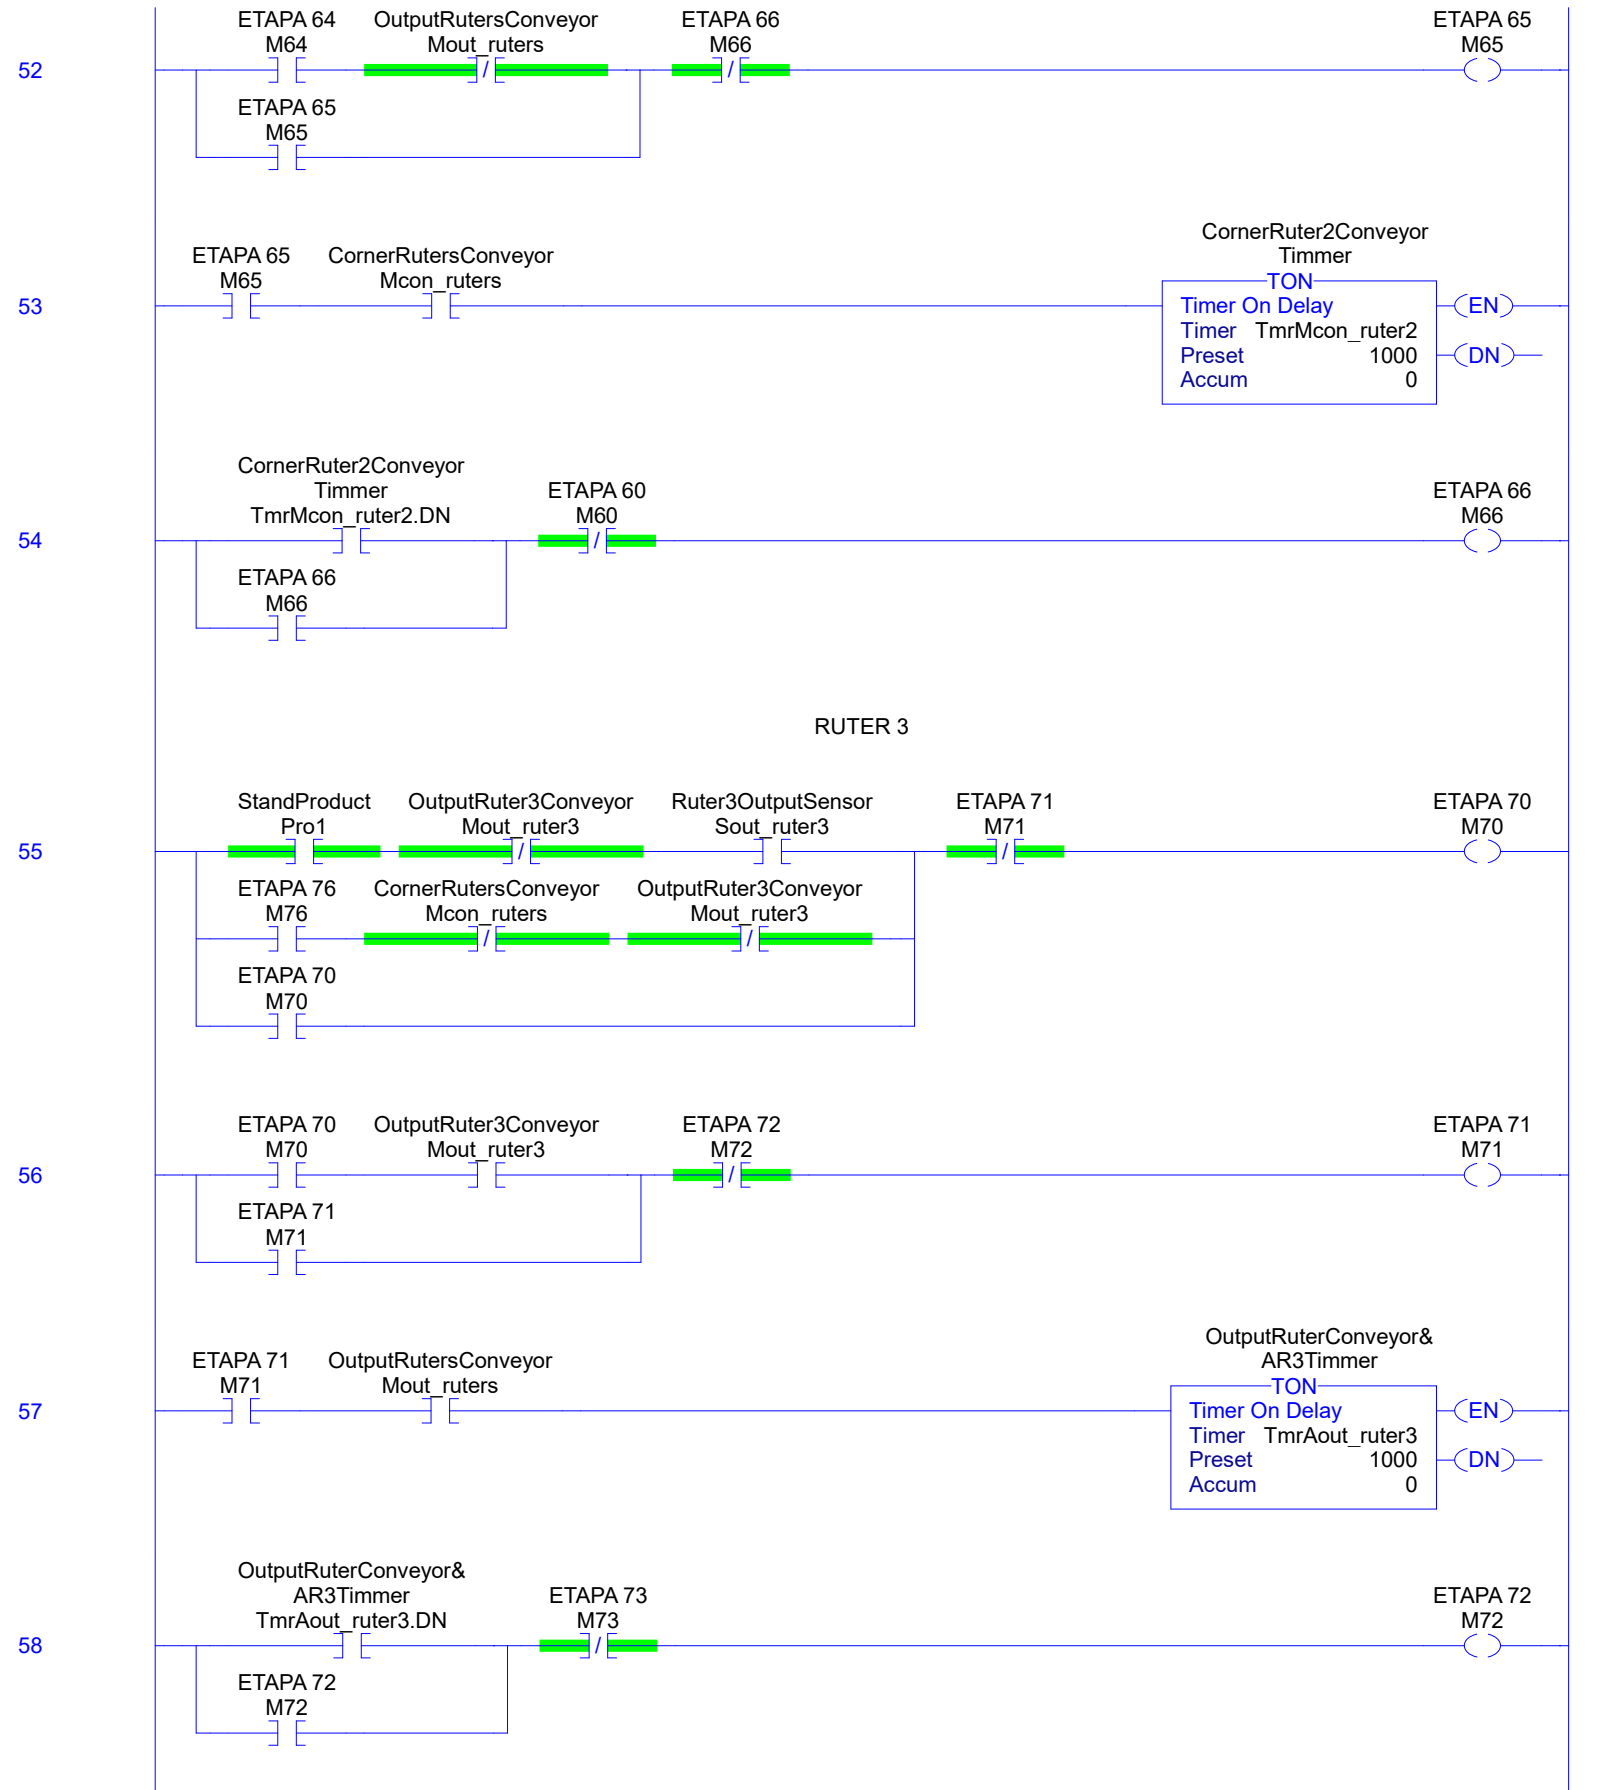 ETAPA 64 OutputRutersConveyor ETAPA 66 ETAPA 65
M64 Mout_ruters M66 M65
52 / /
ETAPA 65
M65
CornerRuter2Conveyor
ETAPA 65 CornerRutersConveyor Timmer
M65 Mcon_ruters TON
53 Timer On Delay EN
Timer TmrMcon_ruter2
Preset 1000 DN
Accum 0
CornerRuter2Conveyor
Timmer ETAPA 60 ETAPA 66
TmrMcon_ruter2.DN M60 M66
54 /
ETAPA 66
M66
RUTER 3
StandProduct OutputRuter3Conveyor Ruter3OutputSensor ETAPA 71 ETAPA 70
Pro1 Mout_ruter3 Sout_ruter3 M71 M70
55 / /
ETAPA 76 CornerRutersConveyor OutputRuter3Conveyor
M76 Mcon_ruters Mout_ruter3
/ /
ETAPA 70
M70
ETAPA 70 OutputRuter3Conveyor ETAPA 72 ETAPA 71
M70 Mout_ruter3 M72 M71
56 /
ETAPA 71
M71
OutputRuterConveyor&
ETAPA 71 OutputRutersConveyor AR3Timmer
M71 Mout_ruters TON
57 Timer On Delay EN
Timer TmrAout_ruter3
Preset 1000 DN
Accum 0
OutputRuterConveyor&
AR3Timmer ETAPA 73 ETAPA 72
TmrAout_ruter3.DN M73 M72
58 /
ETAPA 72
M72